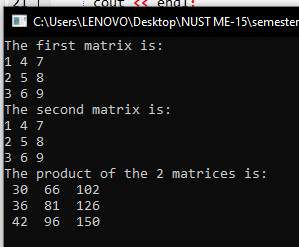 21
cout << endl;
C:\Users\LENOVO\Desktop\NUST ME-15\semester
The first matrix is:
1 4 7
2 5 8
3 6 9
The second matrix is:
1 4 7
2 5 8
3 6 9
The product of the 2 matrices is:
30 66 102
36 81 126
42 96 150